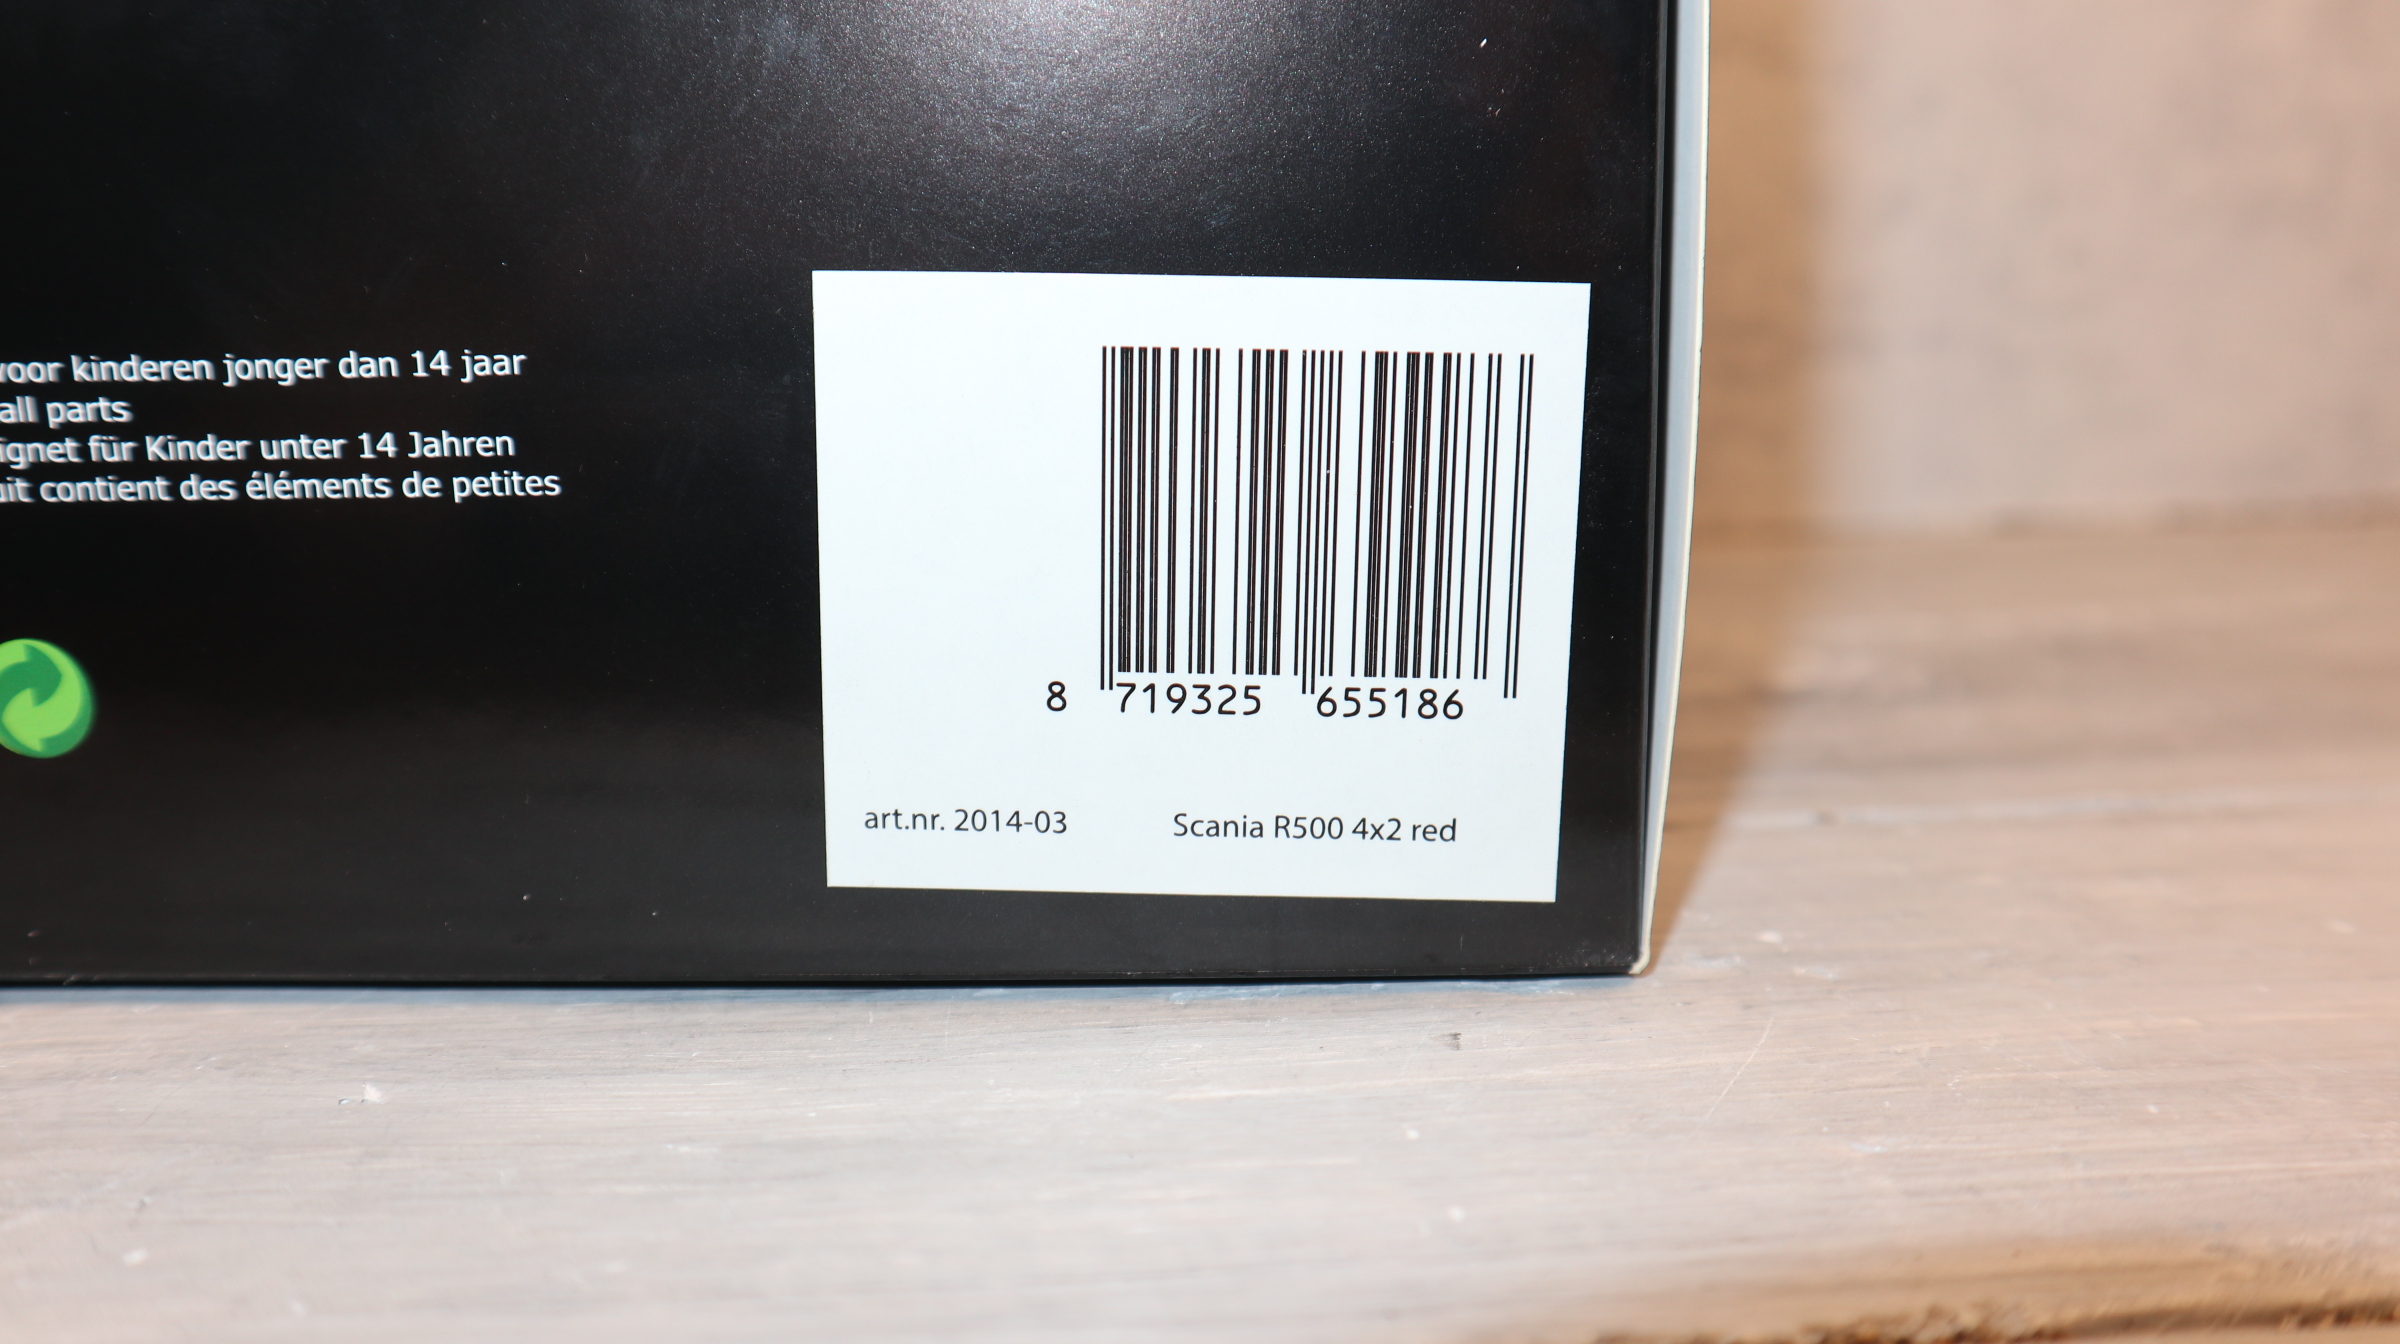 voor kinderen jonger dan 14 jaar
all parts
ignet für Kinder unter 14 Jahren
uit contient des éléments de petites
8 719325 655186
art.nr. 2014-03 Scania R500 4x2 red